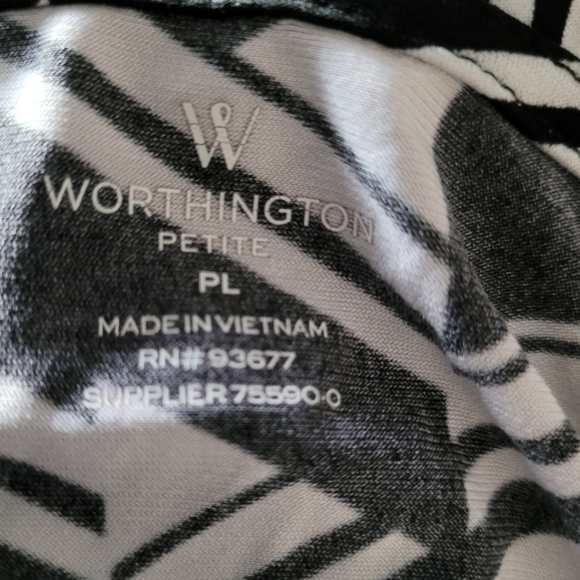 W
WORTHINGTON
PETITE
PL
MADE IN VIETNAM
RN# 93677
SUPPLIER 75590-0